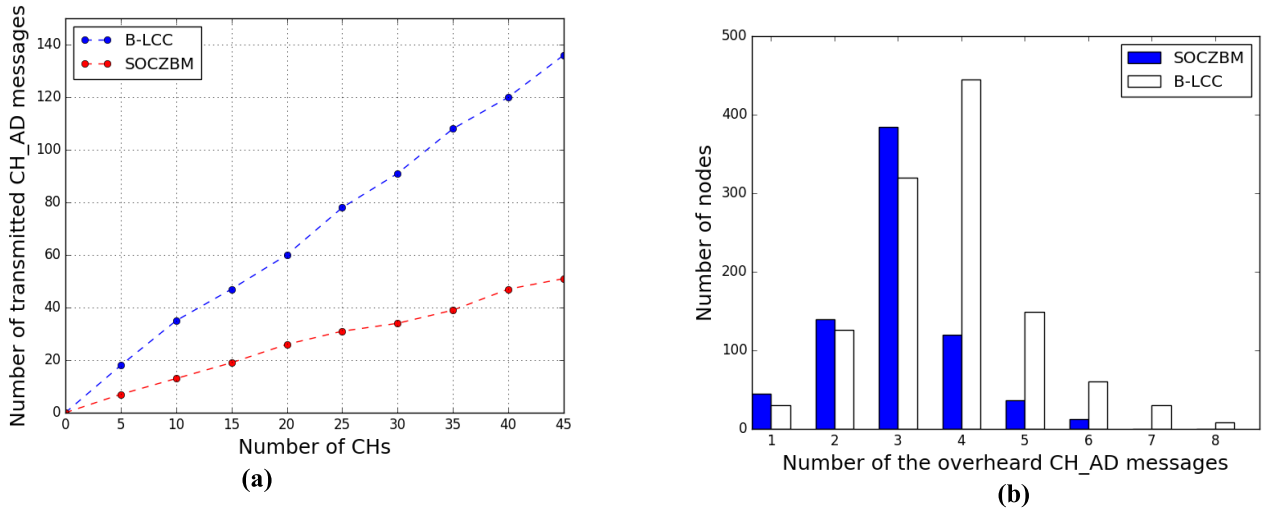 B-LCC
SOCZBM
Number of transmitted CH_AD messages
140
120
100
80
60
40
20
0
0 5 10 15 20 25 30 35 40 45
Number of CHs
(a)
SOCZBM
B-LCC
Number of nodes
500
400
300
200
100
0
1 2 3 4 5 6 7 8
Number of the overheard CH_AD messages
(b)